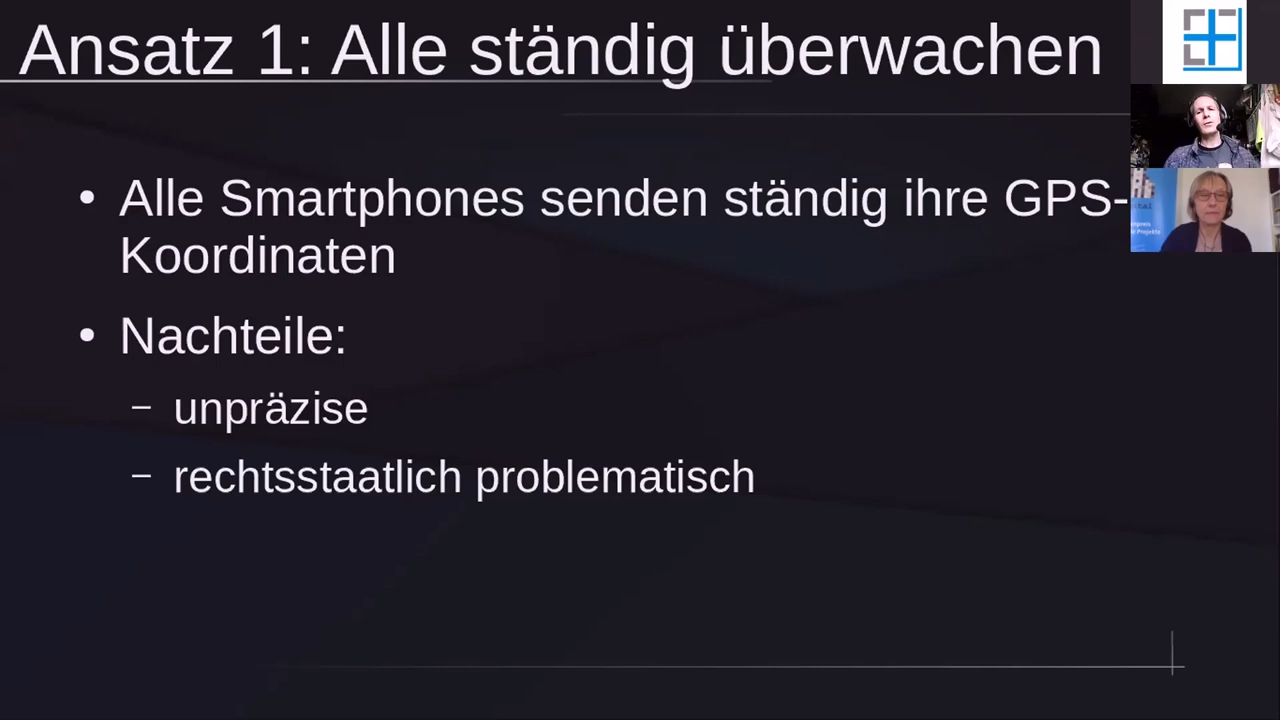 Ansatz 1: Alle ständig überwachen
• Alle Smartphones senden ständig ihre GPS-
Koordinaten
• Nachteile:
– unpräzise
– rechtsstaatlich problematisch